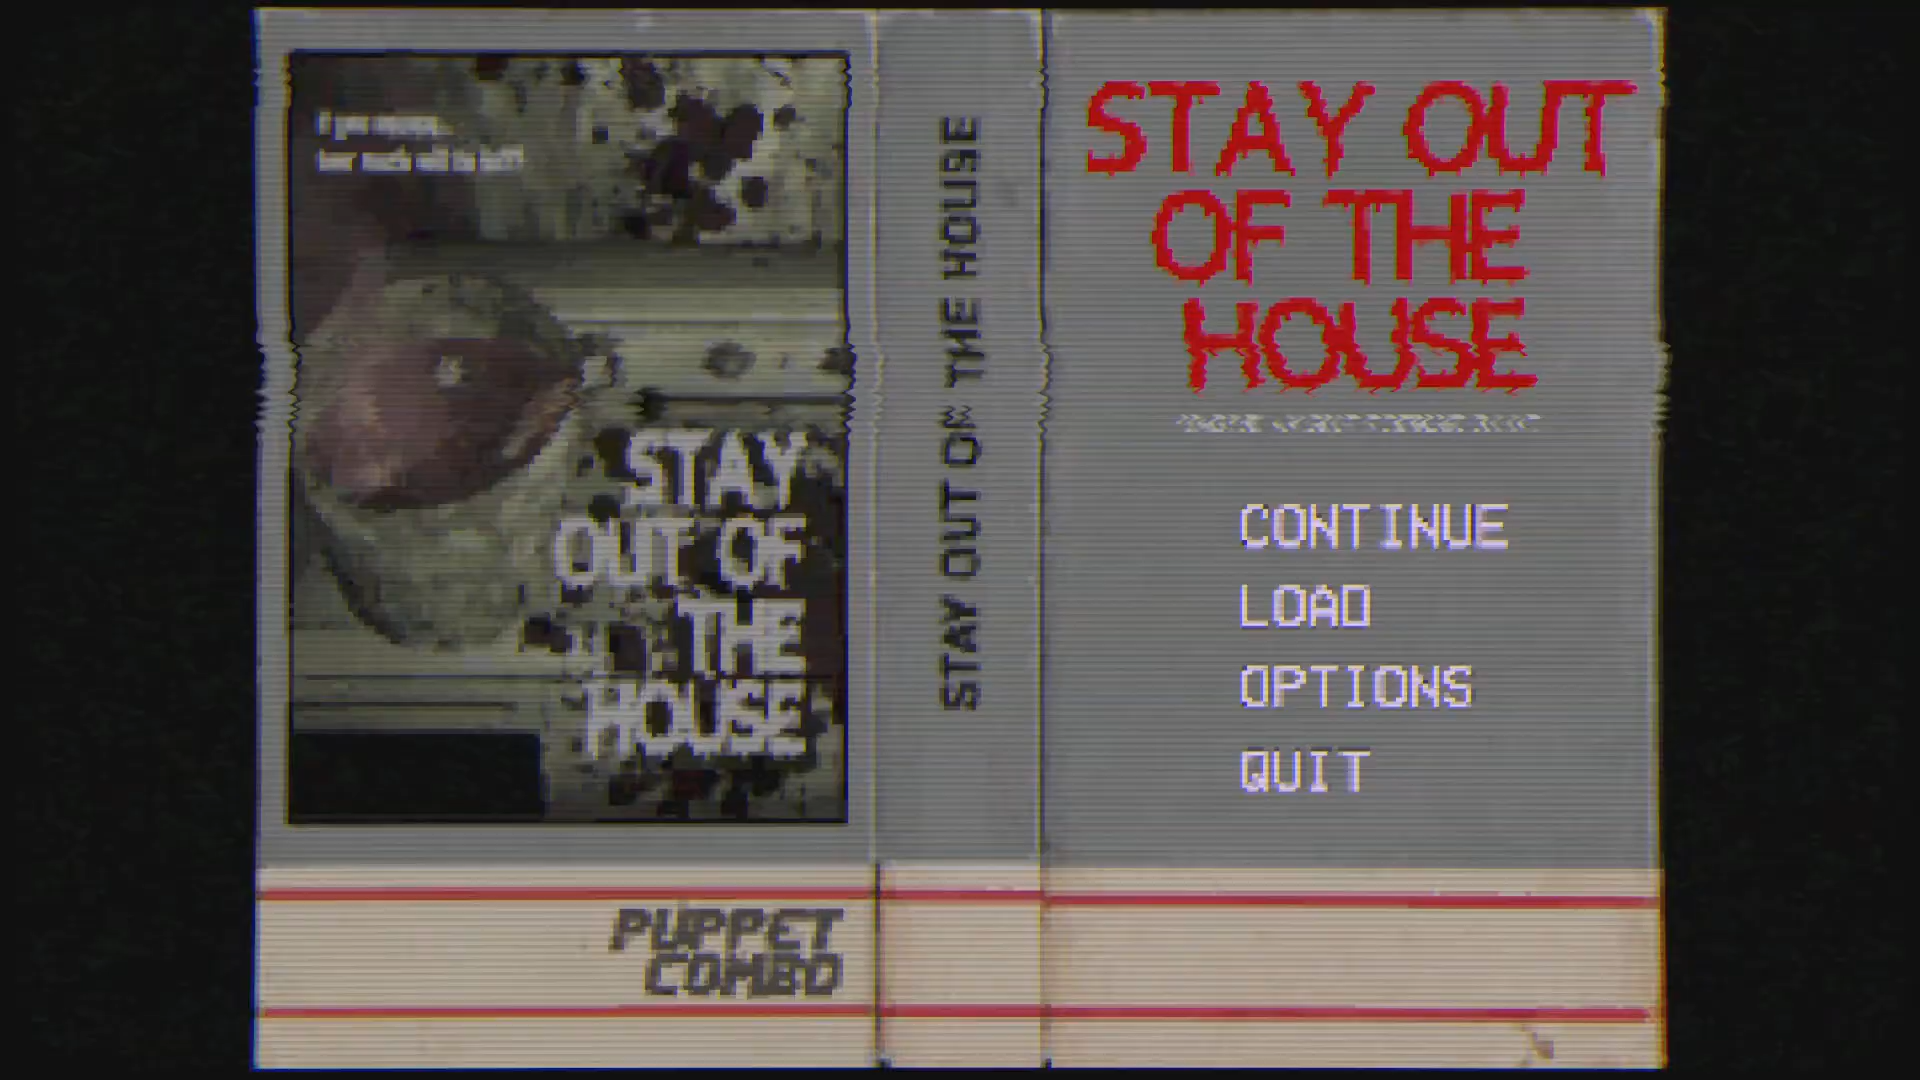 STAY
OUT OF
THE
HOUSE
PUPPET
COMBO
STAY OUT OF THE HOUSE
STAY OUT
OF THE
HOUSE
CONTINUE
LOAD
OPTIONS
QUIT